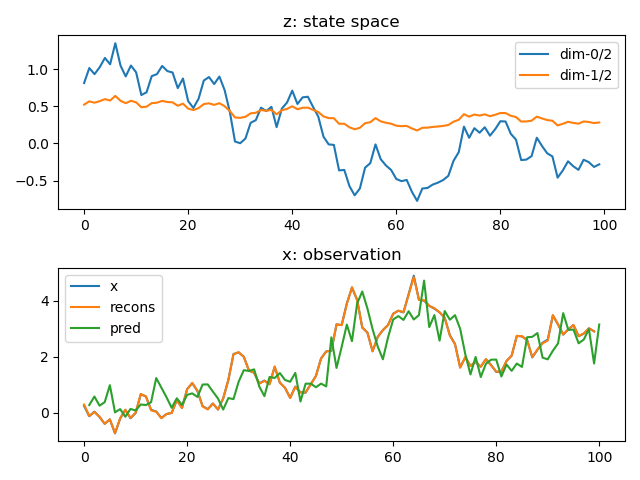 z: state space
dim-0/2
dim-1/2
1.0
0.5
0.0
−0.5
0 20 40 60 80 100
x: observation
x
recons
pred
4
2
0
0 20 40 60 80 100